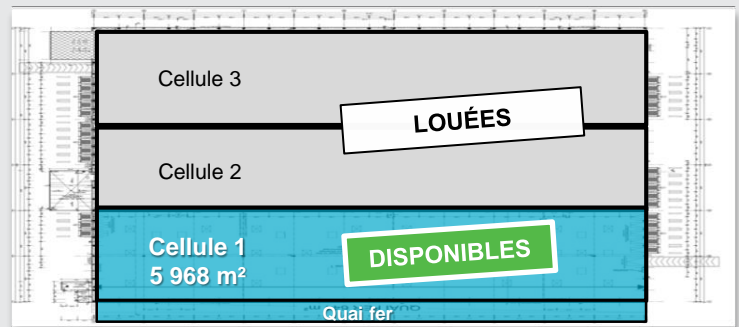 Cellule 3
LOUÉES
Cellule 2
Cellule 1
5 968 m²
DISPONIBLES
Quai fer